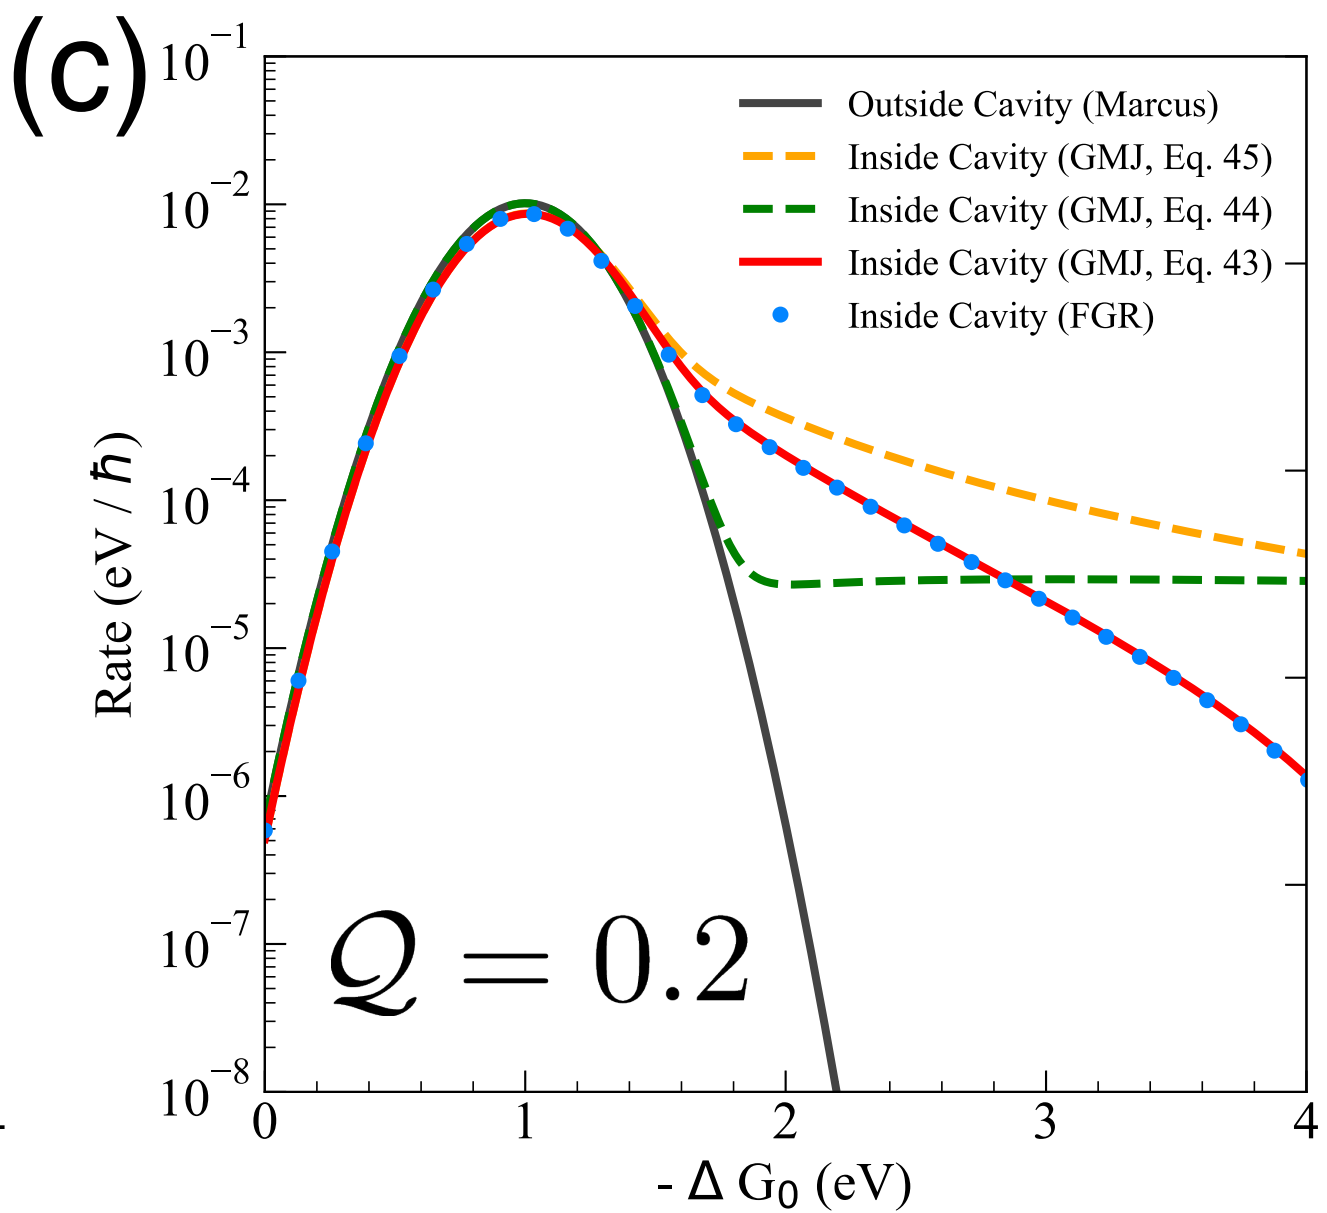 (c)
Rate (eV / ℏ)
10⁻¹
10⁻²
10⁻³
10⁻⁴
10⁻⁵
10⁻⁶
10⁻⁷
10⁻⁸
Outside Cavity (Marcus)
Inside Cavity (GMJ, Eq. 45)
Inside Cavity (GMJ, Eq. 44)
Inside Cavity (GMJ, Eq. 43)
Inside Cavity (FGR)
𝒬 = 0.2
0 1 2 3 4
- Δ G₀ (eV)